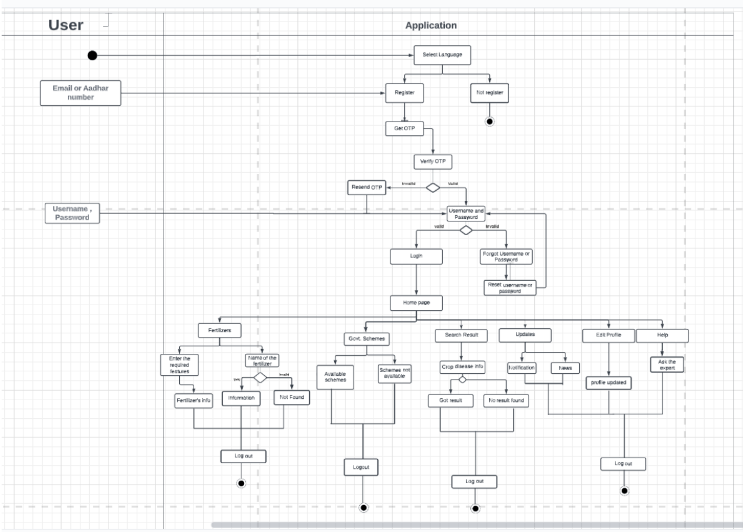 User
Application
Select Language
Email or Aadhar
number
Register
Not register
Get OTP
Verify OTP
Resend OTP
invalid
Valid
Username ,
Password
Username and
Password
valid
invalid
Login
Forgot Username or
Password
Reset username or
password
Home page
Fertilizers
Govt. Schemes
Search Result
Updates
Edit Profile
Help
Enter the
required
features
Name of the
fertilizer
Available
schemes
Schemes not
available
Crop disease info
Notification
News
profile updated
Ask the
expert
Fertilizer's info
Information
Not Found
Got result
No result found
Log out
Logout
Log out
Log out